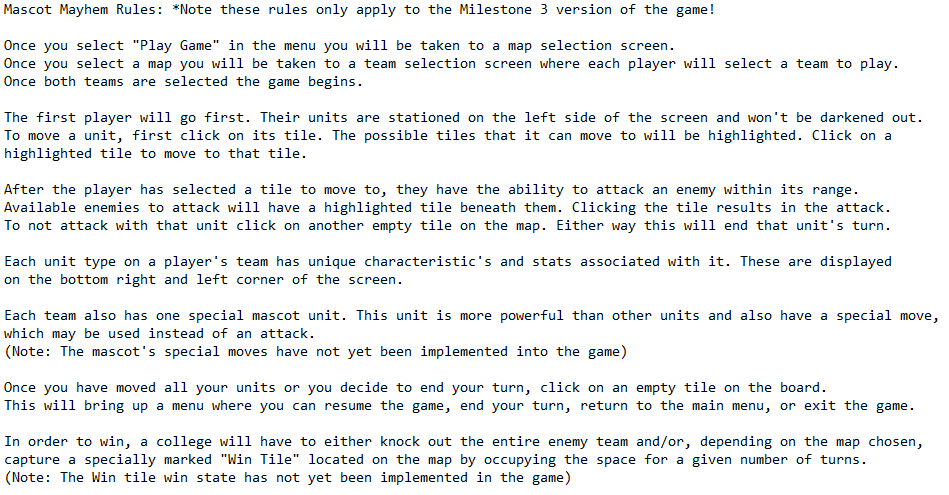 Mascot Mayhem Rules: *Note these rules only apply to the Milestone 3 version of the game!
Once you select "Play Game" in the menu you will be taken to a map selection screen.
Once you select a map you will be taken to a team selection screen where each player will select a team to play.
Once both teams are selected the game begins.
The first player will go first. Their units are stationed on the left side of the screen and won't be darkened out.
To move a unit, first click on its tile. The possible tiles that it can move to will be highlighted. Click on a
highlighted tile to move to that tile.
After the player has selected a tile to move to, they have the ability to attack an enemy within its range.
Available enemies to attack will have a highlighted tile beneath them. Clicking the tile results in the attack.
To not attack with that unit click on another empty tile on the map. Either way this will end that unit's turn.
Each unit type on a player's team has unique characteristic's and stats associated with it. These are displayed
on the bottom right and left corner of the screen.
Each team also has one special mascot unit. This unit is more powerful than other units and also have a special move,
which may be used instead of an attack.
(Note: The mascot's special moves have not yet been implemented into the game)
Once you have moved all your units or you decide to end your turn, click on an empty tile on the board.
This will bring up a menu where you can resume the game, end your turn, return to the main menu, or exit the game.
In order to win, a college will have to either knock out the entire enemy team and/or, depending on the map chosen,
capture a specially marked "Win Tile" located on the map by occupying the space for a given number of turns.
(Note: The Win tile win state has not yet been implemented in the game)